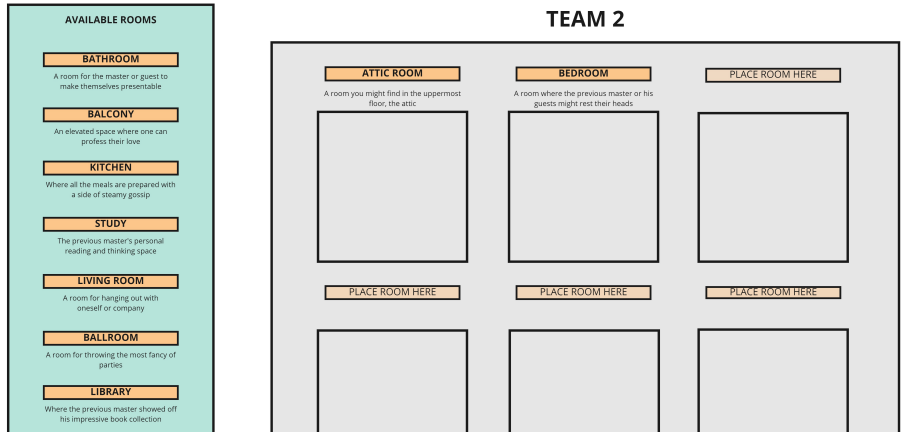 AVAILABLE ROOMS
BATHROOM
A room for the master or guest to
make themselves presentable
BALCONY
An elevated space where one can
profess their love
KITCHEN
Where all the meals are prepared with
a side of steamy gossip
STUDY
The previous master's personal
reading and thinking space
LIVING ROOM
A room for hanging out with
oneself or company
BALLROOM
A room for throwing the most fancy of
parties
LIBRARY
Where the previous master showed off
his impressive book collection
TEAM 2
ATTIC ROOM
A room you might find in the uppermost
floor, the attic
BEDROOM
A room where the previous master or his
guests might rest their heads
PLACE ROOM HERE
PLACE ROOM HERE
PLACE ROOM HERE
PLACE ROOM HERE